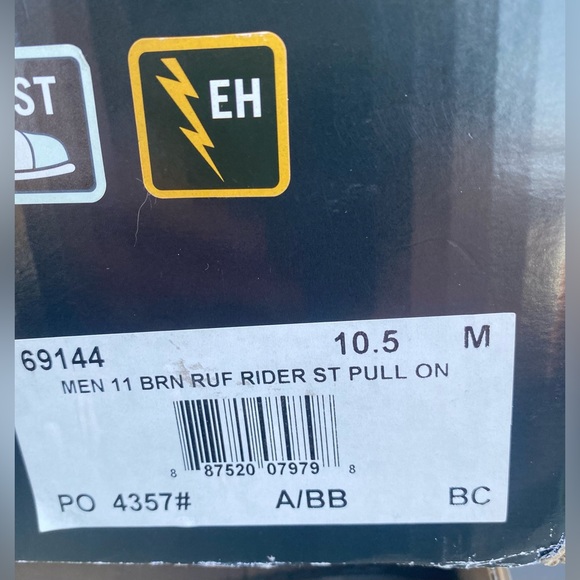 ST EH
69144 10.5 M
MEN 11 BRN RUF RIDER ST PULL ON
8 87520 07979 8
PO 4357# A/BB BC